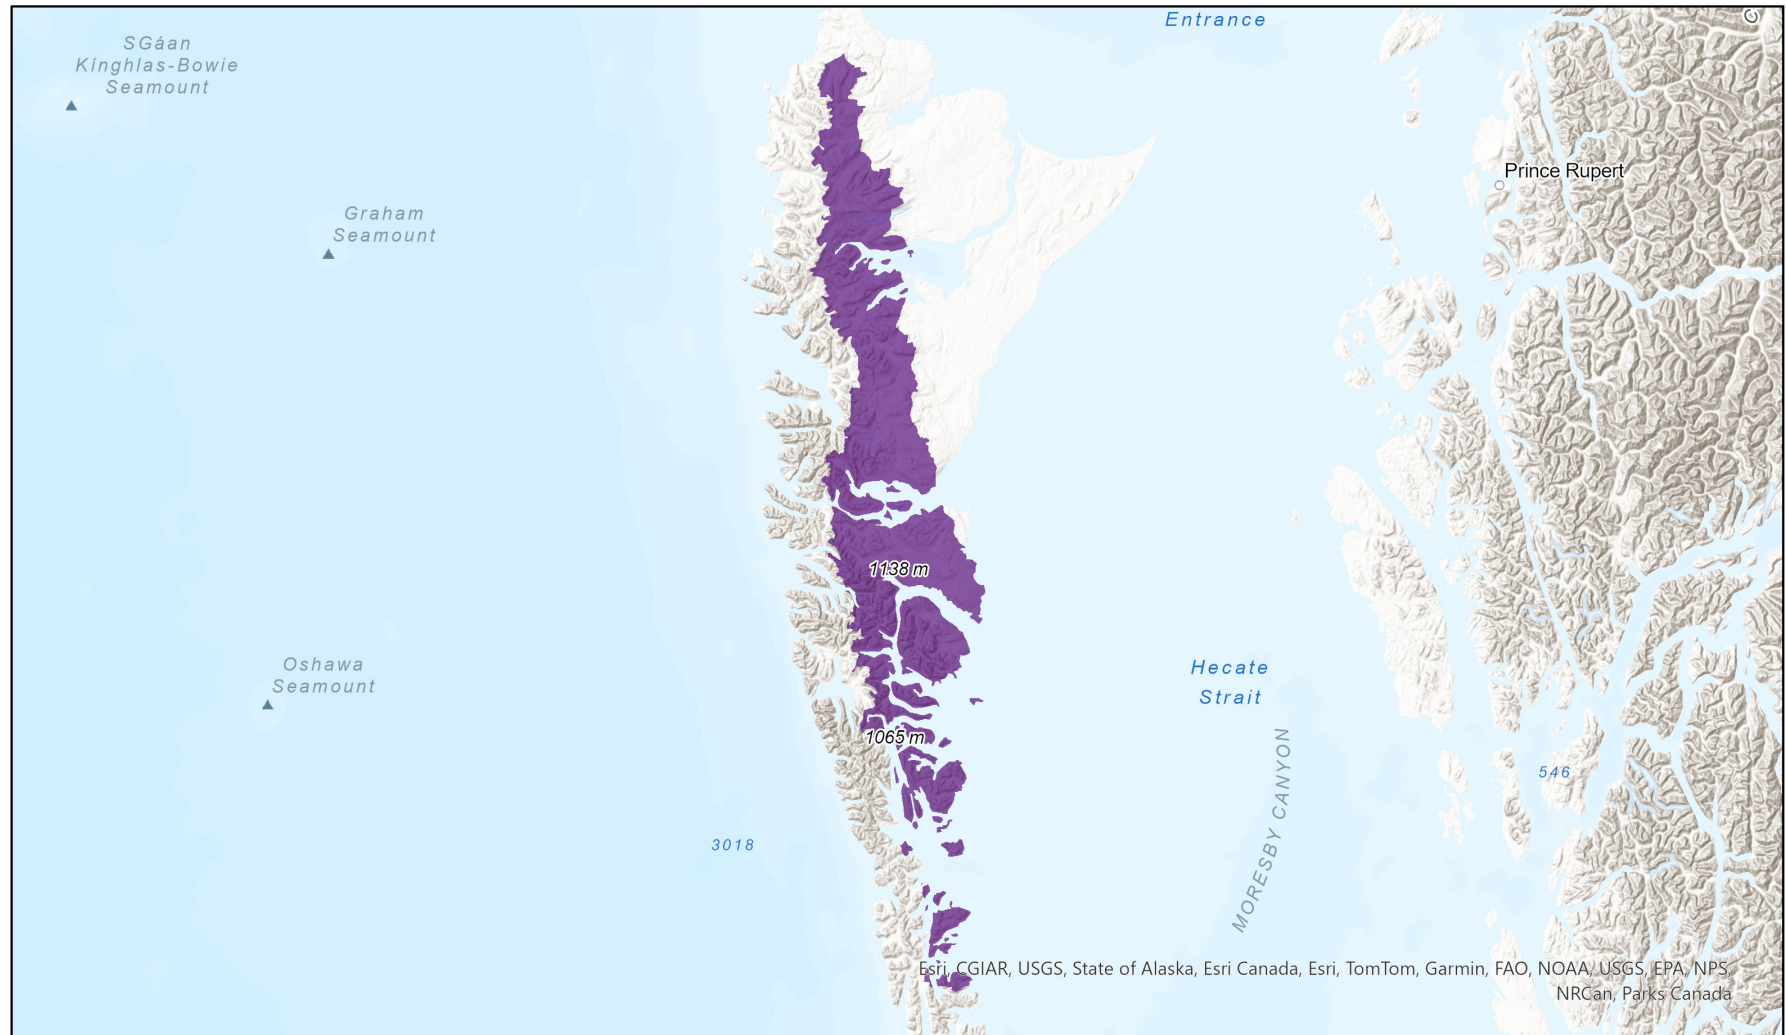 Entrance
SGáan
Kínghlas-Bowie
Seamount
Prince Rupert
Graham
Seamount
1138 m
Oshawa
Seamount
Hecate
Strait
1065 m
546
MORESBY CANYON
3018
Esri, CGIAR, USGS, State of Alaska, Esri Canada, Esri, TomTom, Garmin, FAO, NOAA, USGS, EPA, NPS,
NRCan, Parks Canada